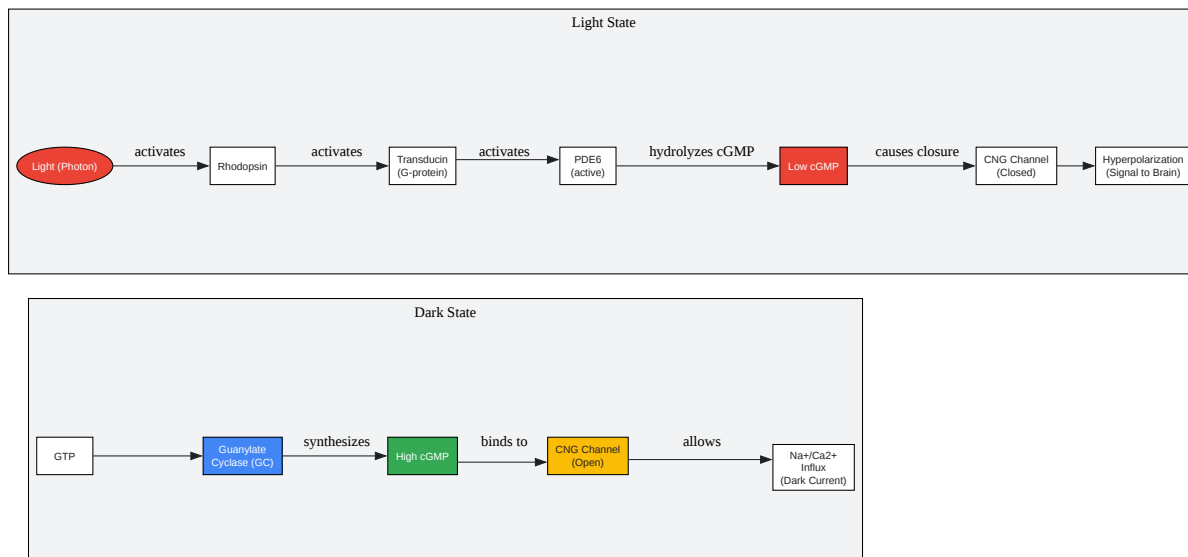 Light State
activates
activates
activates
hydrolyzes cGMP
causes closure
Light (Photon)
Rhodopsin
Transducin
(G-protein)
PDE6
(active)
Low cGMP
CNG Channel
(Closed)
Hyperpolarization
(Signal to Brain)
Dark State
synthesizes
binds to
allows
GTP
Guanylate
Cyclase (GC)
High cGMP
CNG Channel
(Open)
Na+/Ca2+
Influx
(Dark Current)